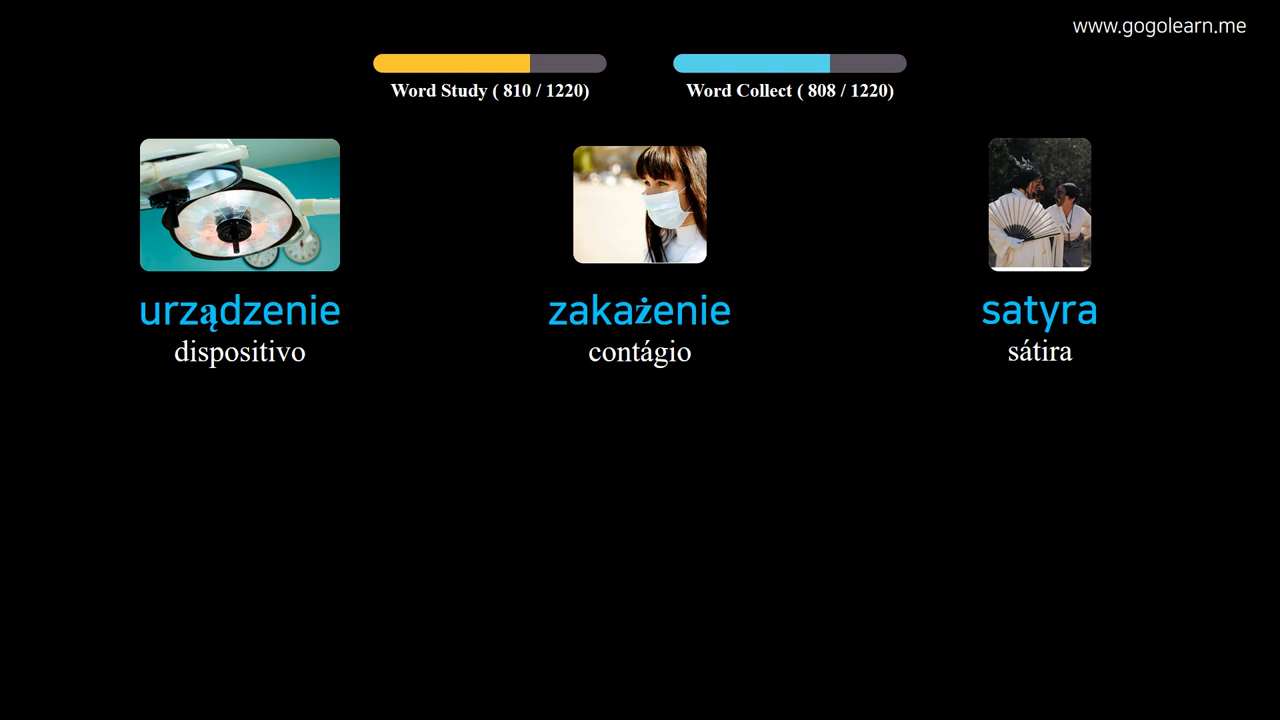 www.gogolearn.me
Word Study ( 810 / 1220)
Word Collect ( 808 / 1220)
urządzenie
dispositivo
zakażenie
contágio
satyra
sátira